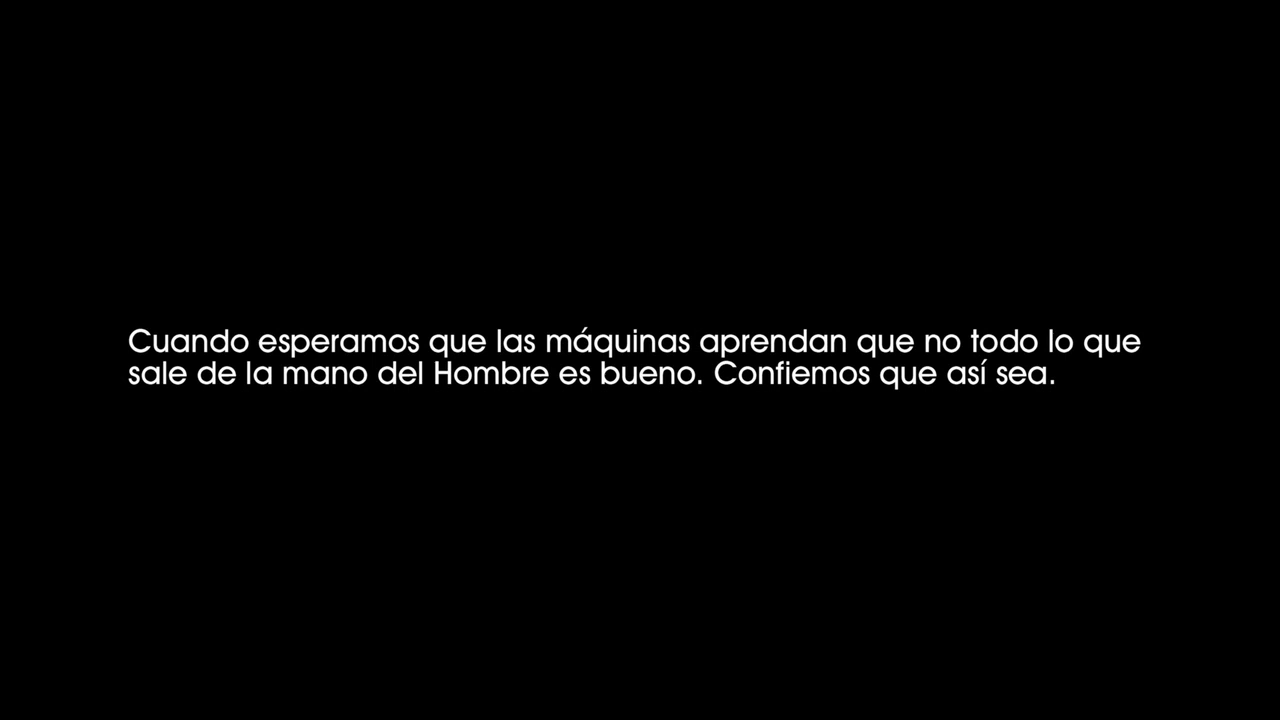 Cuando esperamos que las máquinas aprendan que no todo lo que
sale de la mano del Hombre es bueno. Confiemos que así sea.